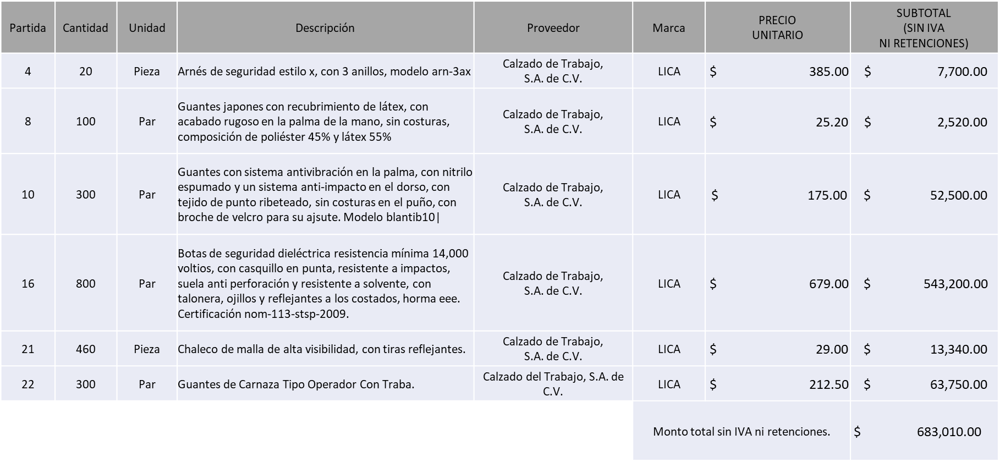 Partida Cantidad Unidad Descripción Proveedor Marca PRECIO
UNITARIO SUBTOTAL
(SIN IVA
NI RETENCIONES)
4 20 Pieza Arnés de seguridad estilo x, con 3 anillos, modelo arn-3ax Calzado de Trabajo,
S.A. de C.V. LICA $ 385.00 $ 7,700.00
8 100 Par Guantes japones con recubrimiento de látex, con
acabado rugoso en la palma de la mano, sin costuras,
composición de poliéster 45% y látex 55% Calzado de Trabajo,
S.A. de C.V. LICA $ 25.20 $ 2,520.00
10 300 Par Guantes con sistema antivibración en la palma, con nitrilo
espumado y un sistema anti-impacto en el dorso, con
tejido de punto ribeteado, sin costuras en el puño, con
broche de velcro para su ajsute. Modelo blantib10| Calzado de Trabajo,
S.A. de C.V. LICA $ 175.00 $ 52,500.00
16 800 Par Botas de seguridad dieléctrica resistencia mínima 14,000
voltios, con casquillo en punta, resistente a impactos,
suela anti perforación y resistente a solvente, con
talonera, ojillos y reflejantes a los costados, horma eee.
Certificación nom-113-stsp-2009. Calzado de Trabajo,
S.A. de C.V. LICA $ 679.00 $ 543,200.00
21 460 Pieza Chaleco de malla de alta visibilidad, con tiras reflejantes. Calzado de Trabajo,
S.A. de C.V. LICA $ 29.00 $ 13,340.00
22 300 Par Guantes de Carnaza Tipo Operador Con Traba. Calzado del Trabajo, S.A. de
C.V. LICA $ 212.50 $ 63,750.00
Monto total sin IVA ni retenciones. $ 683,010.00